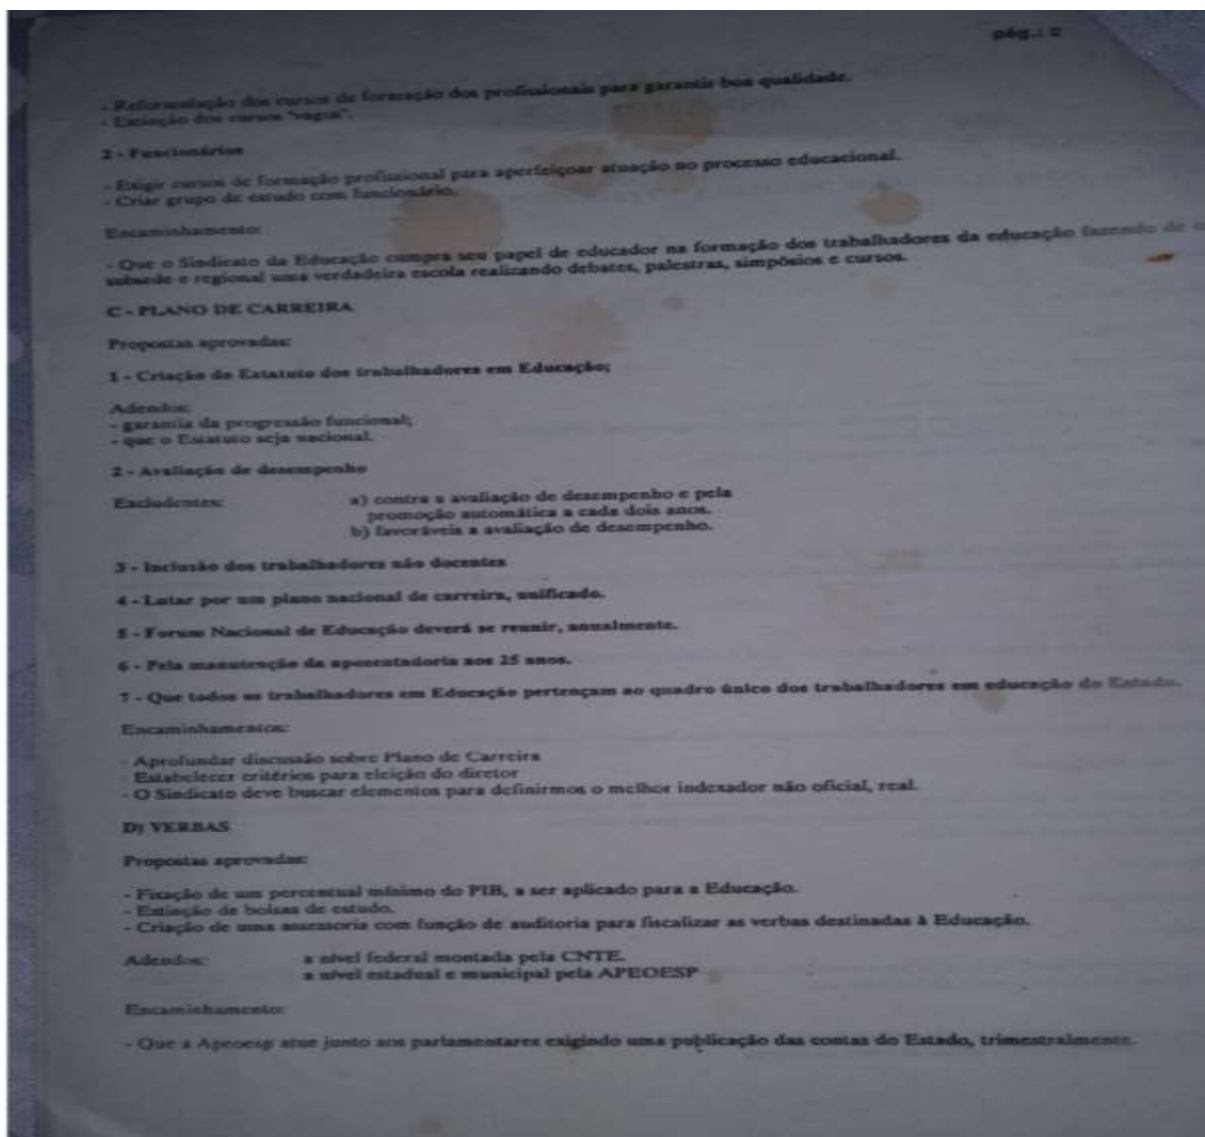 pág.: 2
- Reformulação dos cursos de formação dos profissionais para garantir boa qualidade.
- Extinção dos cursos "vagos".
2 - Funcionários
- Exigir cursos de formação profissional para aperfeiçoar atuação no processo educacional.
- Criar grupo de estudo com funcionário.
Encaminhamento:
- Que o Sindicato da Educação cumpra seu papel de educador na formação dos trabalhadores da educação fazendo de
subsede e regional uma verdadeira escola realizando debates, palestras, simpósios e cursos.
C - PLANO DE CARREIRA
Propostas aprovadas:
1 - Criação do Estatuto dos trabalhadores em Educação;
Adendos:
- garantia da progressão funcional;
- que o Estatuto seja nacional.
2 - Avaliação de desempenho
Excludentes: a) contra a avaliação de desempenho e pela
promoção automática a cada dois anos.
b) favoráveis a avaliação de desempenho.
3 - Inclusão dos trabalhadores não docentes
4 - Lutar por um plano nacional de carreira, unificado.
5 - Forum Nacional de Educação deverá se reunir, anualmente.
6 - Pela manutenção da aposentadoria aos 25 anos.
7 - Que todos os trabalhadores em Educação pertençam ao quadro único dos trabalhadores em educação do Estado.
Encaminhamentos:
- Aprofundar discussão sobre Plano de Carreira
- Estabelecer critérios para eleição do diretor
- O Sindicato deve buscar elementos para definirmos o melhor indexador não oficial, real.
D) VERBAS
Propostas aprovadas:
- Fixação de um percentual mínimo do PIB, a ser aplicado para a Educação.
- Extinção de bolsas de estudo.
- Criação de uma assessoria com função de auditoria para fiscalizar as verbas destinadas à Educação.
Adendos: a nível federal montada pela CNTE.
a nível estadual e municipal pela APEOESP
Encaminhamento:
- Que a Apeoesp atue junto aos parlamentares exigindo uma publicação das contas do Estado, trimestralmente.